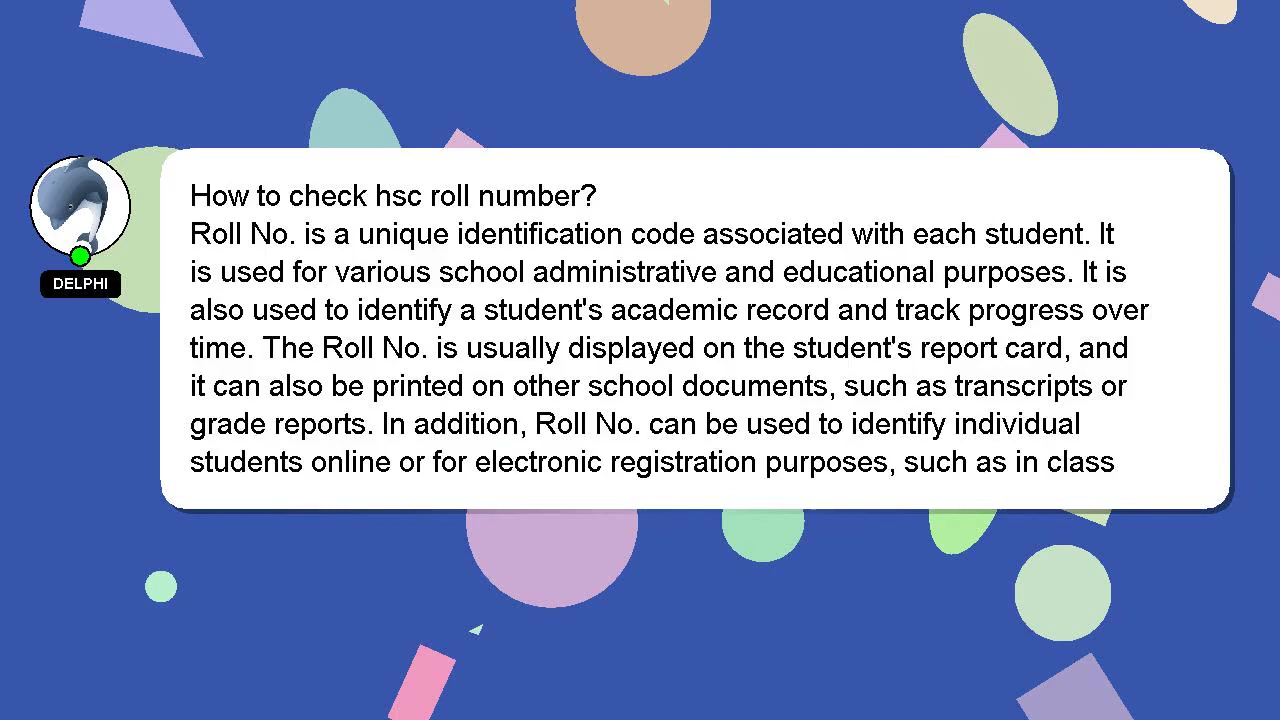 How to check hsc roll number?
Roll No. is a unique identification code associated with each student. It
is used for various school administrative and educational purposes. It is
also used to identify a student's academic record and track progress over
time. The Roll No. is usually displayed on the student's report card, and
it can also be printed on other school documents, such as transcripts or
grade reports. In addition, Roll No. can be used to identify individual
students online or for electronic registration purposes, such as in class
DELPHI